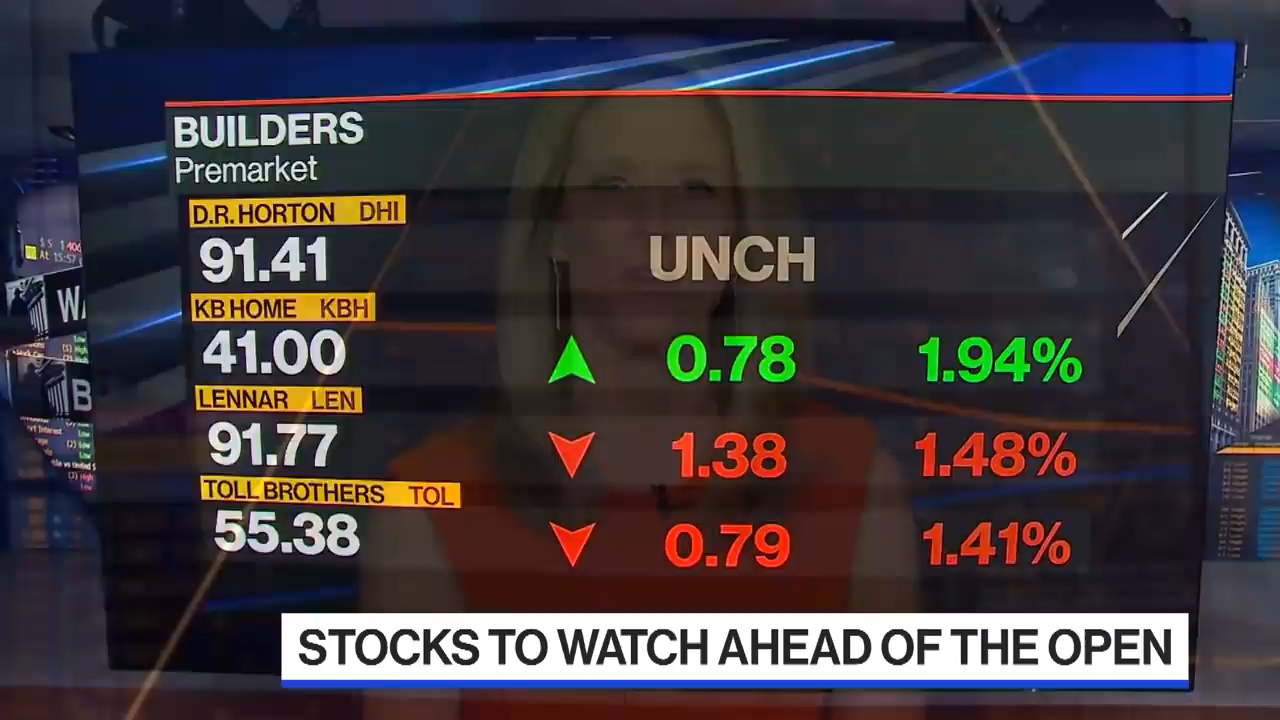 BUILDERS
Premarket
D.R. HORTON DHI
91.41 UNCH
KB HOME KBH
41.00 0.78 1.94%
LENNAR LEN
91.77 1.38 1.48%
TOLL BROTHERS TOL
55.38 0.79 1.41%
STOCKS TO WATCH AHEAD OF THE OPEN